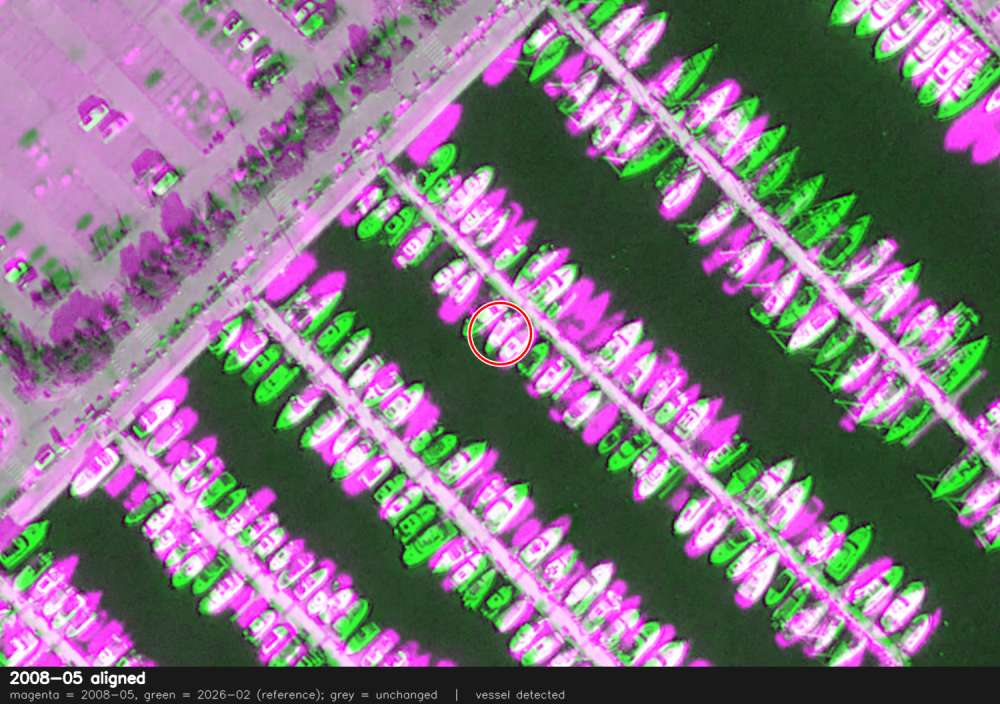 2008-05 aligned
magenta = 2008-05, green = 2026-02 (reference); grey = unchanged | vessel detected